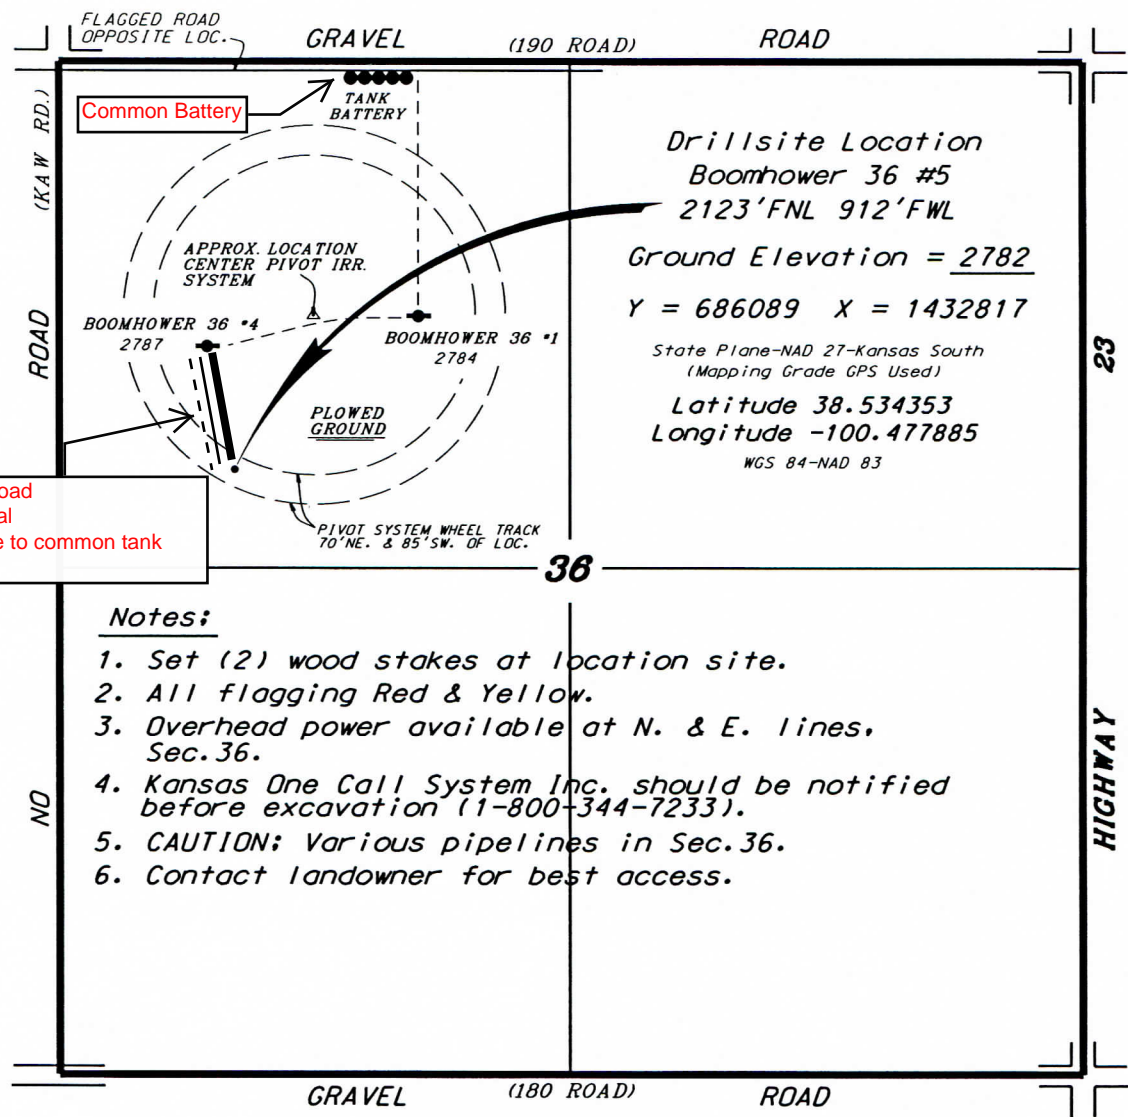 FLAGGED ROAD
OPPOSITE LOC.
GRAVEL (190 ROAD) ROAD
Common Battery
TANK
BATTERY
(KAW RD.)
Drillsite Location
Boomhower 36 #5
2123'FNL 912'FWL
Ground Elevation = 2782
Y = 686089 X = 1432817
State Plane-NAD 27-Kansas South
(Mapping Grade GPS Used)
Latitude 38.534353
Longitude -100.477885
WGS 84-NAD 83
APPROX. LOCATION
CENTER PIVOT IRR.
SYSTEM
BOOMHOWER 36 #4
2787
BOOMHOWER 36 #1
2784
ROAD
23
PLOWED
GROUND
oad
al
e to common tank
PIVOT SYSTEM WHEEL TRACK
70'NE. & 85'SW. OF LOC.
36
Notes:
1. Set (2) wood stakes at location site.
2. All flagging Red & Yellow.
3. Overhead power available at N. & E. lines,
Sec.36.
4. Kansas One Call System Inc. should be notified
before excavation (1-800-344-7233).
5. CAUTION: Various pipelines in Sec.36.
6. Contact landowner for best access.
NO
HIGHWAY
GRAVEL (180 ROAD) ROAD